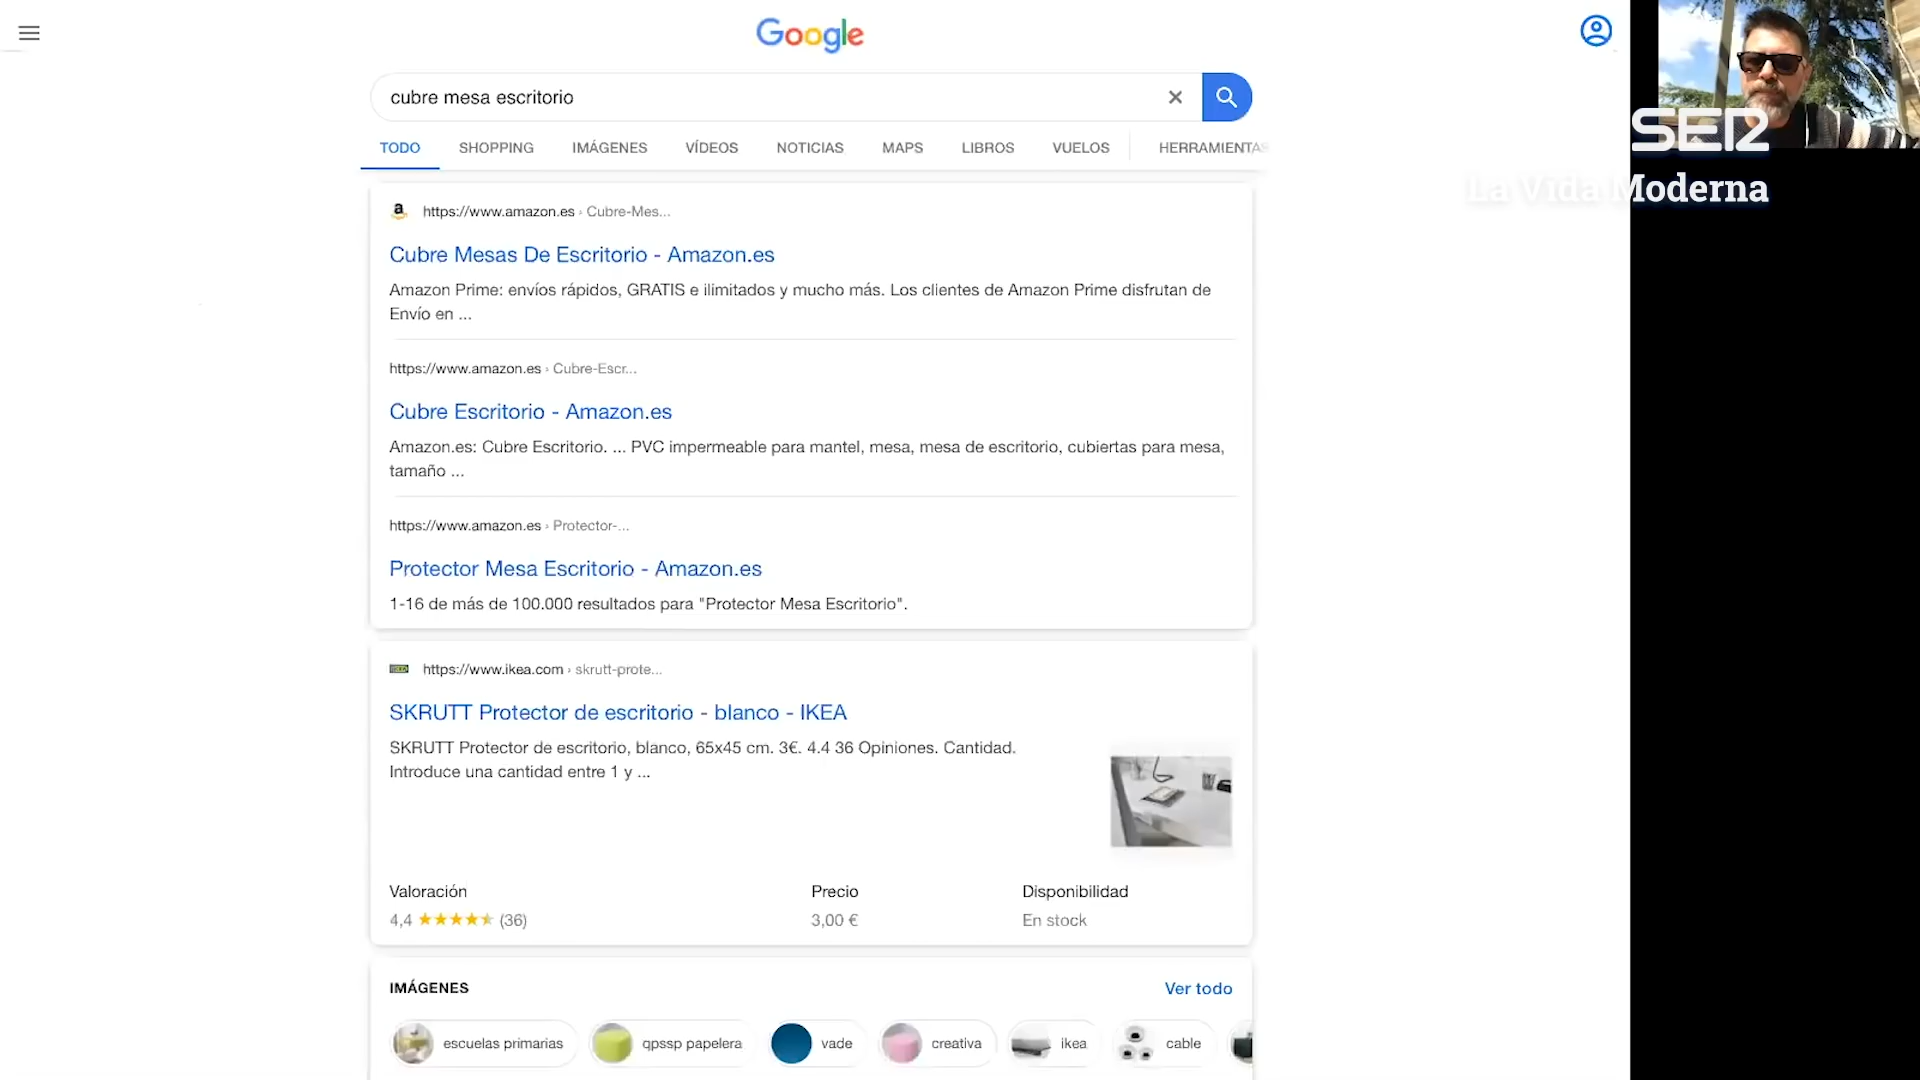 Google
cubre mesa escritorio
TODO SHOPPING IMÁGENES VÍDEOS NOTICIAS MAPS LIBROS VUELOS HERRAMIENTAS
SER
La Vida Moderna
https://www.amazon.es › Cubre-Mes...
Cubre Mesas De Escritorio - Amazon.es
Amazon Prime: envíos rápidos, GRATIS e ilimitados y mucho más. Los clientes de Amazon Prime disfrutan de
Envío en ...
https://www.amazon.es › Cubre-Escr...
Cubre Escritorio - Amazon.es
Amazon.es: Cubre Escritorio. ... PVC impermeable para mantel, mesa, mesa de escritorio, cubiertas para mesa,
tamaño ...
https://www.amazon.es › Protector-...
Protector Mesa Escritorio - Amazon.es
1-16 de más de 100.000 resultados para "Protector Mesa Escritorio".
https://www.ikea.com › skrutt-prote...
SKRUTT Protector de escritorio - blanco - IKEA
SKRUTT Protector de escritorio, blanco, 65x45 cm. 3€. 4.4 36 Opiniones. Cantidad.
Introduce una cantidad entre 1 y ...
Valoración Precio Disponibilidad
4,4 (36) 3,00 € En stock
IMÁGENES Ver todo
escuelas primarias qpssp papelera vade creativa ikea cable